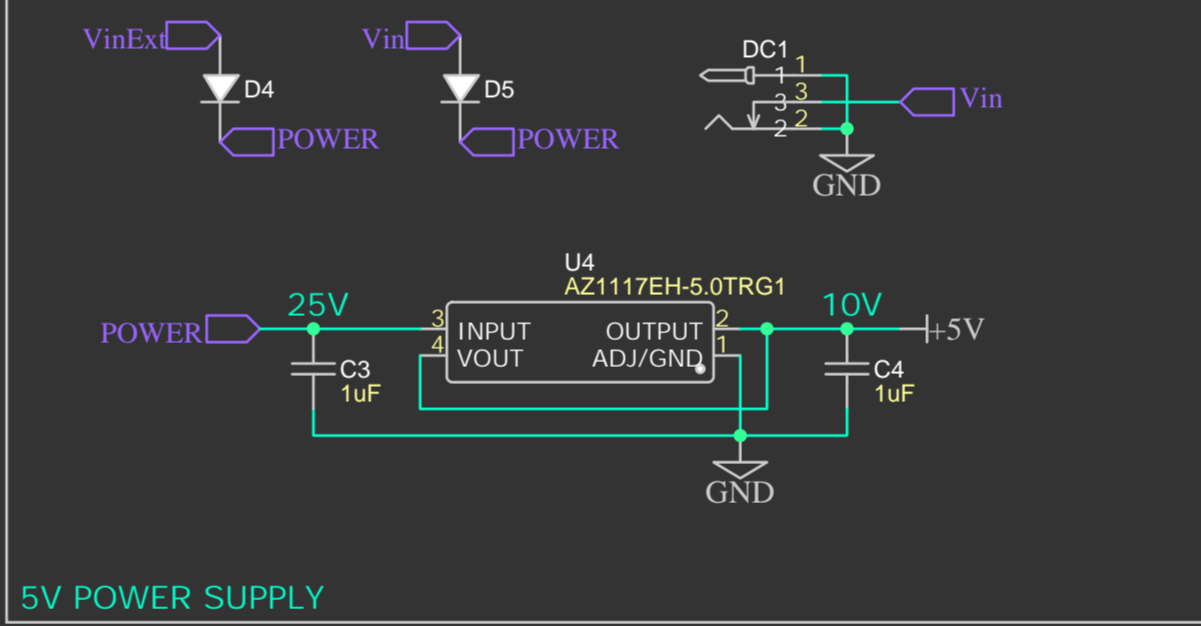 VinExt
D4
POWER
Vin
D5
POWER
DC1
1 1
3 3
2 2
Vin
GND
U4
AZ1117EH-5.0TRG1
POWER
25V
C3
1uF
3 INPUT
4 VOUT
OUTPUT 2
ADJ/GND 1
10V
C4
1uF
+5V
GND
5V POWER SUPPLY